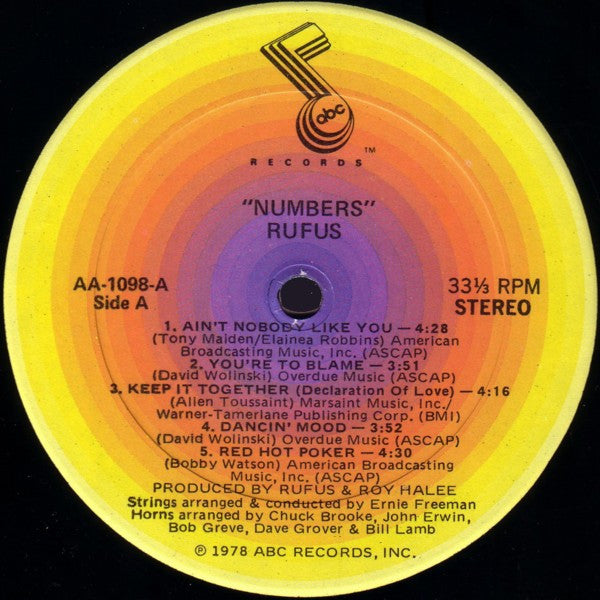 abc
RECORDS TM
"NUMBERS"
RUFUS
AA-1098-A
Side A
33⅓ RPM
STEREO
1. AIN'T NOBODY LIKE YOU — 4:28
(Tony Maiden/Elainea Robbins) American
Broadcasting Music, Inc. (ASCAP)
2. YOU'RE TO BLAME — 3:51
(David Wolinski) Overdue Music (ASCAP)
3. KEEP IT TOGETHER (Declaration Of Love) — 4:16
(Allen Toussaint) Marsaint Music, Inc./
Warner-Tamerlane Publishing Corp. (BMI)
4. DANCIN' MOOD — 3:52
(David Wolinski) Overdue Music (ASCAP)
5. RED HOT POKER — 4:30
(Bobby Watson) American Broadcasting
Music, Inc. (ASCAP)
PRODUCED BY RUFUS & ROY HALEE
Strings arranged & conducted by Ernie Freeman
Horns arranged by Chuck Brooke, John Erwin,
Bob Greve, Dave Grover & Bill Lamb
℗ 1978 ABC RECORDS, INC.